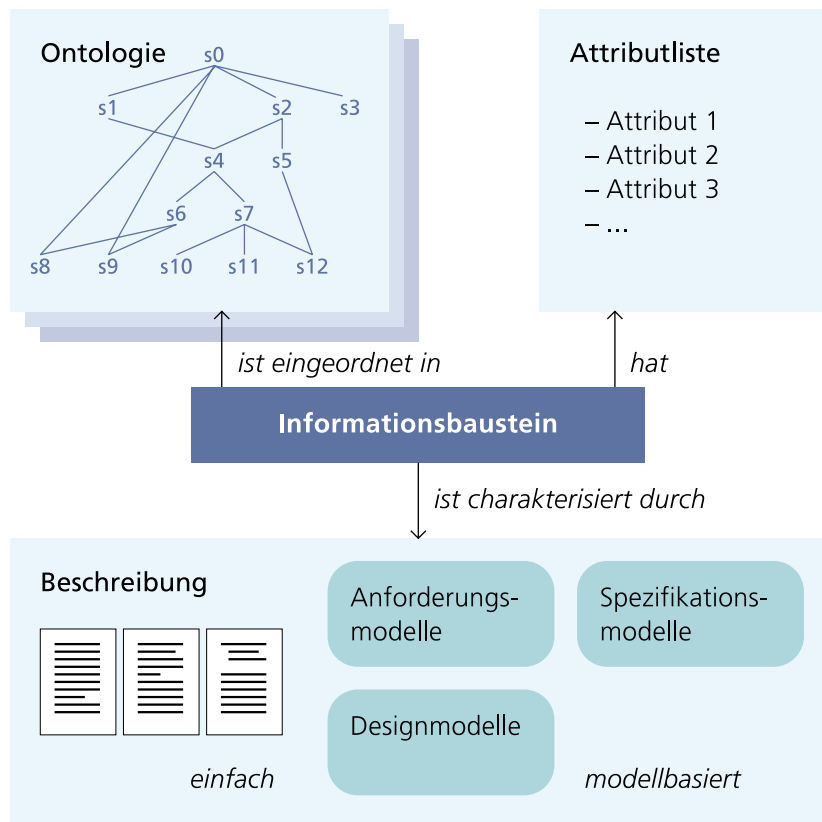 Ontologie
s0
s1
s2
s3
s4
s5
s6
s7
s8
s9
s10
s11
s12
Attributliste
– Attribut 1
– Attribut 2
– Attribut 3
– ...
ist eingeordnet in
hat
Informationsbaustein
ist charakterisiert durch
Beschreibung
einfach
Anforderungs-
modelle
Spezifikations-
modelle
Designmodelle
modellbasiert